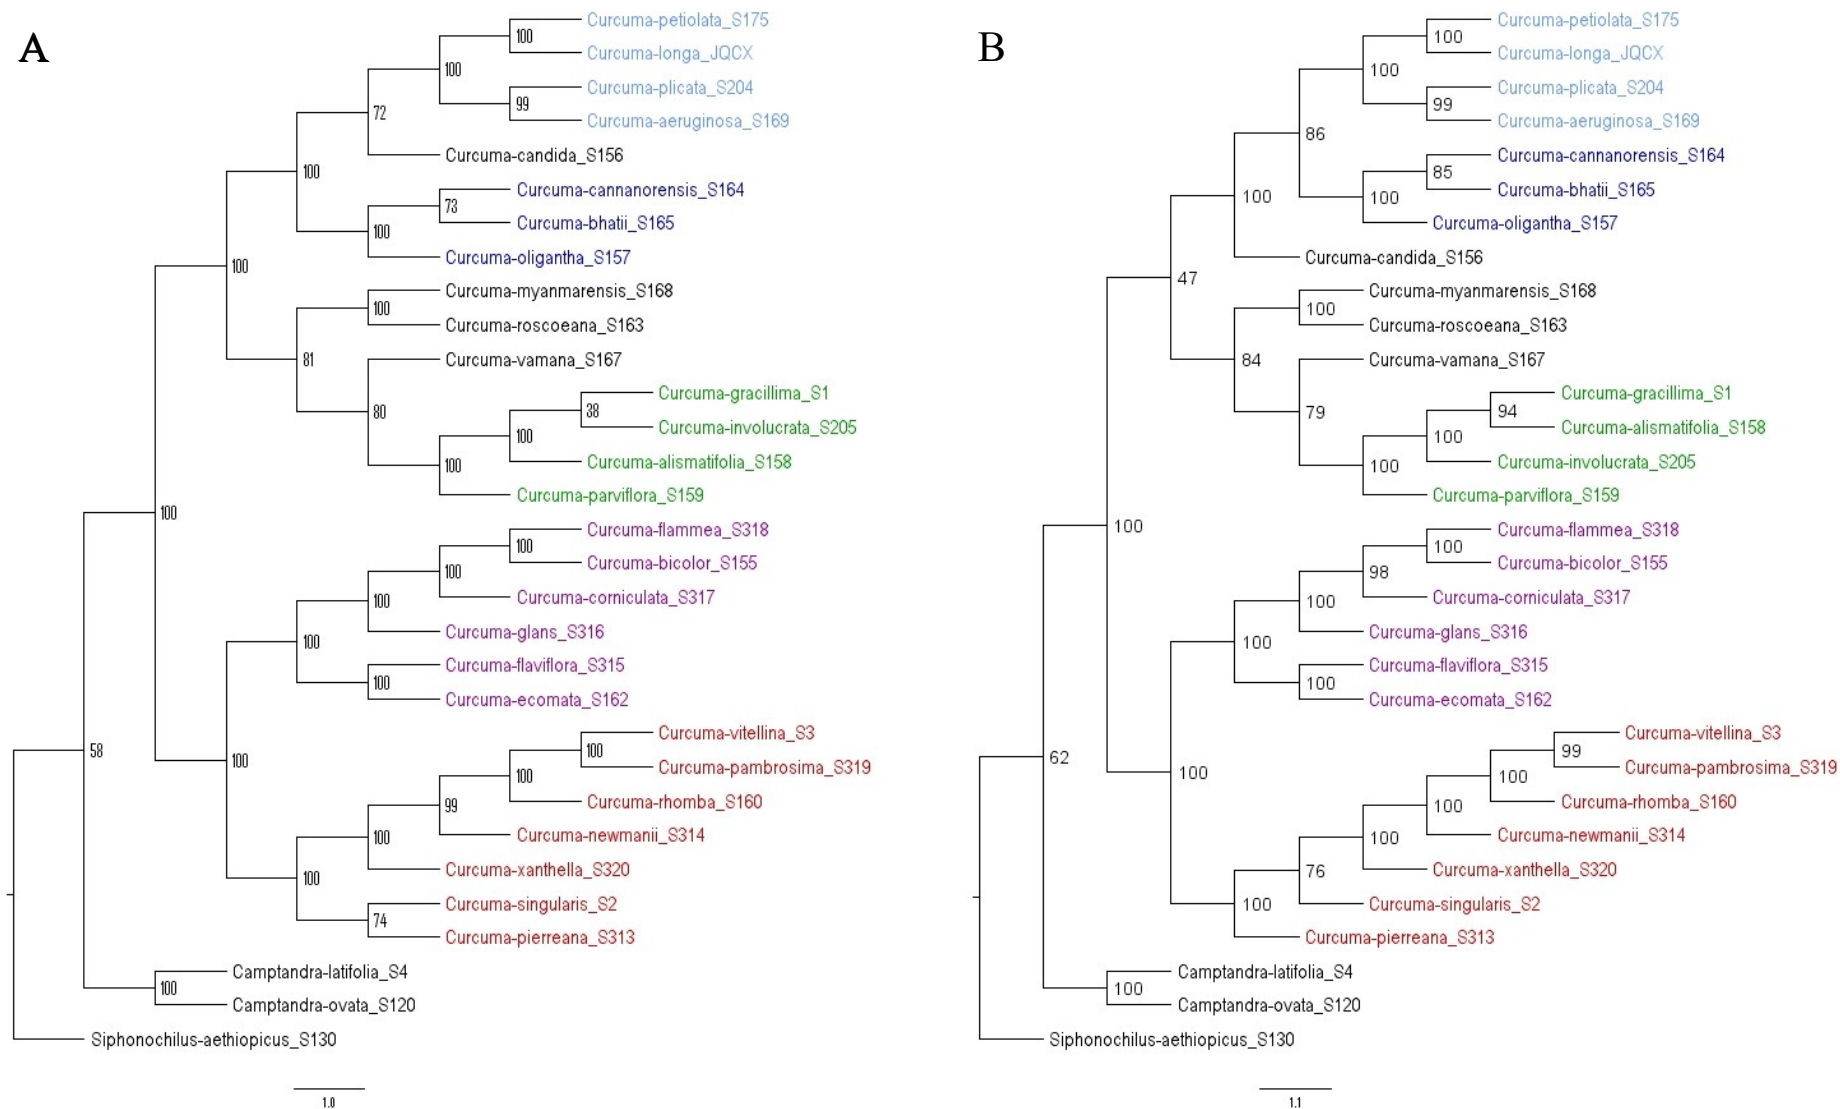 A
Curcuma-petiolata_S175
100
Curcuma-longa_JQCX
100
Curcuma-plicata_S204
99
Curcuma-aeruginosa_S169
72
Curcuma-candida_S156
100
Curcuma-cannanorensis_S164
73
Curcuma-bhatii_S165
100
Curcuma-oligantha_S157
100
Curcuma-myanmarensis_S168
100
Curcuma-roscoeana_S163
81
Curcuma-vamana_S167
80
Curcuma-gracillima_S1
38
Curcuma-involucrata_S205
100
Curcuma-alismatifolia_S158
100
Curcuma-parviflora_S159
100
Curcuma-flammea_S318
100
Curcuma-bicolor_S155
100
Curcuma-corniculata_S317
100
Curcuma-glans_S316
100
Curcuma-flaviflora_S315
100
Curcuma-ecomata_S162
58
100
Curcuma-vitellina_S3
100
Curcuma-pambrosima_S319
100
Curcuma-rhomba_S160
99
Curcuma-newmanii_S314
100
Curcuma-xanthella_S320
100
Curcuma-singularis_S2
74
Curcuma-pierreana_S313
Camptandra-latifolia_S4
100
Camptandra-ovata_S120
Siphonochilus-aethiopicus_S130
1.0
B
Curcuma-petiolata_S175
100
Curcuma-longa_JQCX
100
Curcuma-plicata_S204
99
Curcuma-aeruginosa_S169
86
Curcuma-cannanorensis_S164
85
Curcuma-bhatii_S165
100
Curcuma-oligantha_S157
100
Curcuma-candida_S156
47
Curcuma-myanmarensis_S168
100
Curcuma-roscoeana_S163
84
Curcuma-vamana_S167
79
Curcuma-gracillima_S1
94
Curcuma-alismatifolia_S158
100
Curcuma-involucrata_S205
100
Curcuma-parviflora_S159
100
Curcuma-flammea_S318
100
Curcuma-bicolor_S155
98
Curcuma-corniculata_S317
100
Curcuma-glans_S316
100
Curcuma-flaviflora_S315
100
Curcuma-ecomata_S162
62
100
Curcuma-vitellina_S3
99
Curcuma-pambrosima_S319
100
Curcuma-rhomba_S160
100
Curcuma-newmanii_S314
100
Curcuma-xanthella_S320
76
Curcuma-singularis_S2
100
Curcuma-pierreana_S313
Camptandra-latifolia_S4
100
Camptandra-ovata_S120
Siphonochilus-aethiopicus_S130
1.1